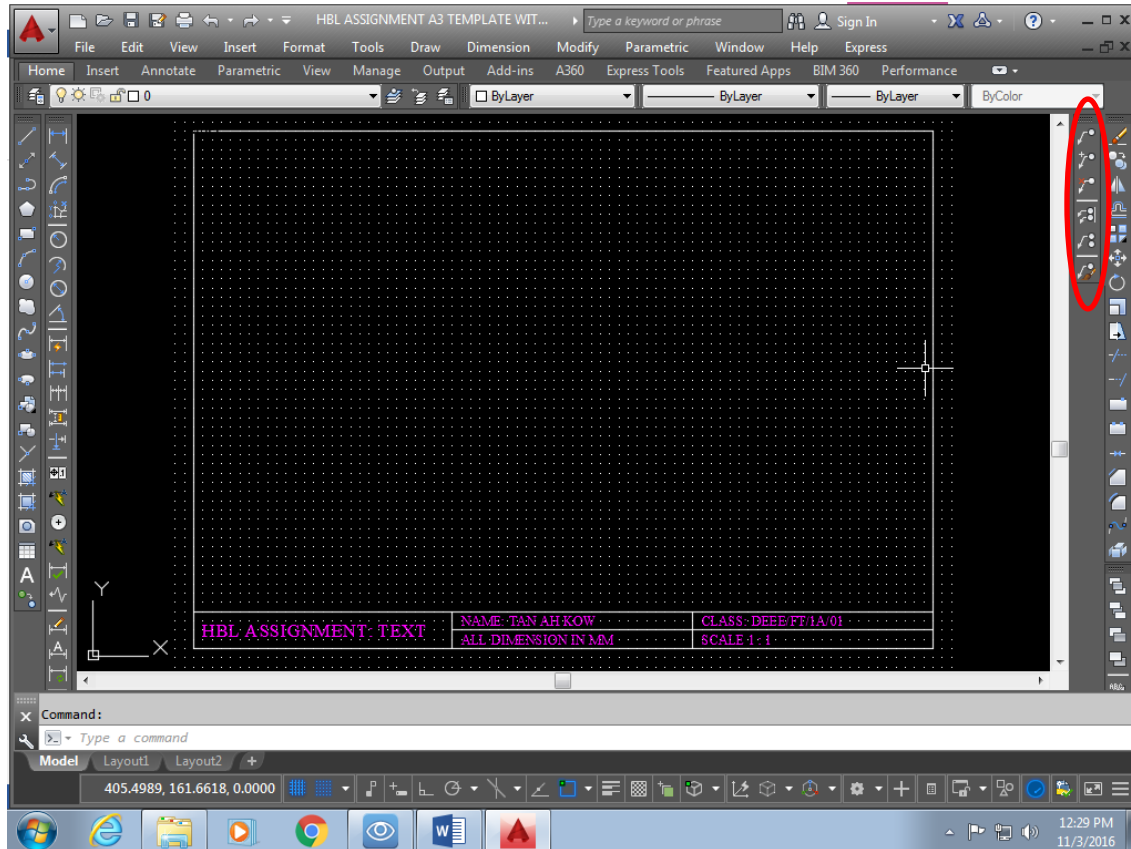 HBL ASSIGNMENT A3 TEMPLATE WIT... Type a keyword or phrase Sign In
File Edit View Insert Format Tools Draw Dimension Modify Parametric Window Help Express
Home Insert Annotate Parametric View Manage Output Add-ins A360 Express Tools Featured Apps BIM 360 Performance
0 ByLayer ByLayer ByLayer ByColor
Y
X
HBL ASSIGNMENT: TEXT
NAME: TAN AH KOW
CLASS: DEEE/FT/1A/01
ALL DIMENSION IN MM
SCALE 1 : 1
Command:
Type a command
Model Layout1 Layout2 +
405.4989, 161.6618, 0.0000
12:29 PM
11/3/2016